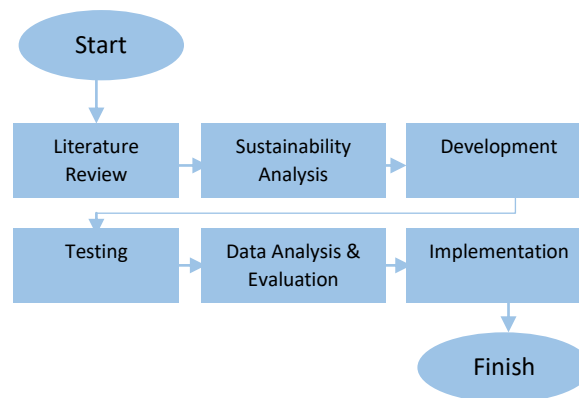 Start
Literature
Review
Sustainability
Analysis
Development
Testing
Data Analysis &
Evaluation
Implementation
Finish